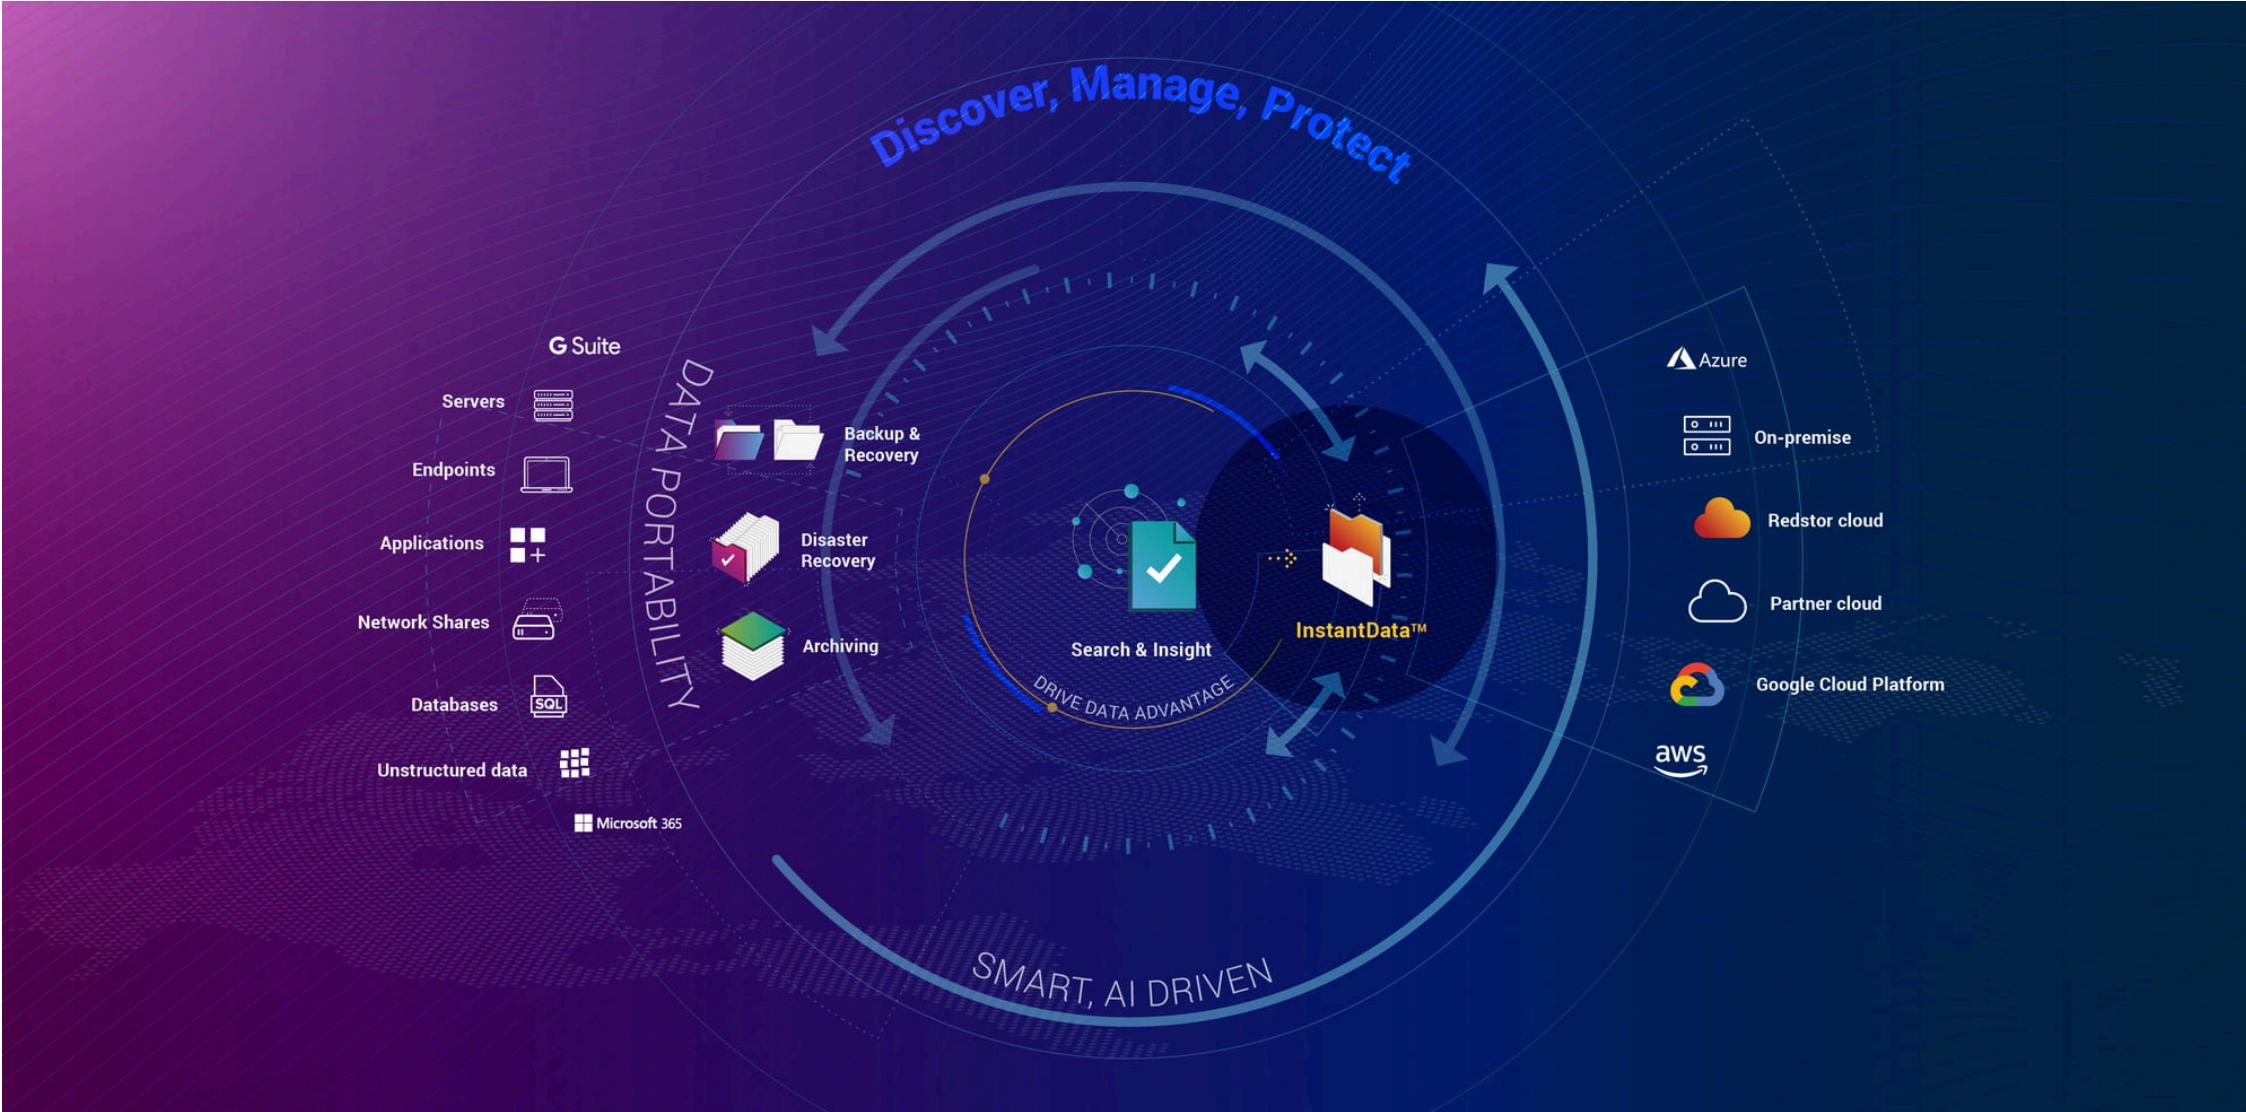 Discover, Manage, Protect
G Suite
Servers
Endpoints
Applications
Network Shares
Databases
SQL
Unstructured data
Microsoft 365
DATA PORTABILITY
Backup &
Recovery
Disaster
Recovery
Archiving
Search & Insight
DRIVE DATA ADVANTAGE
InstantData™
SMART, AI DRIVEN
Azure
On-premise
Redstor cloud
Partner cloud
Google Cloud Platform
aws